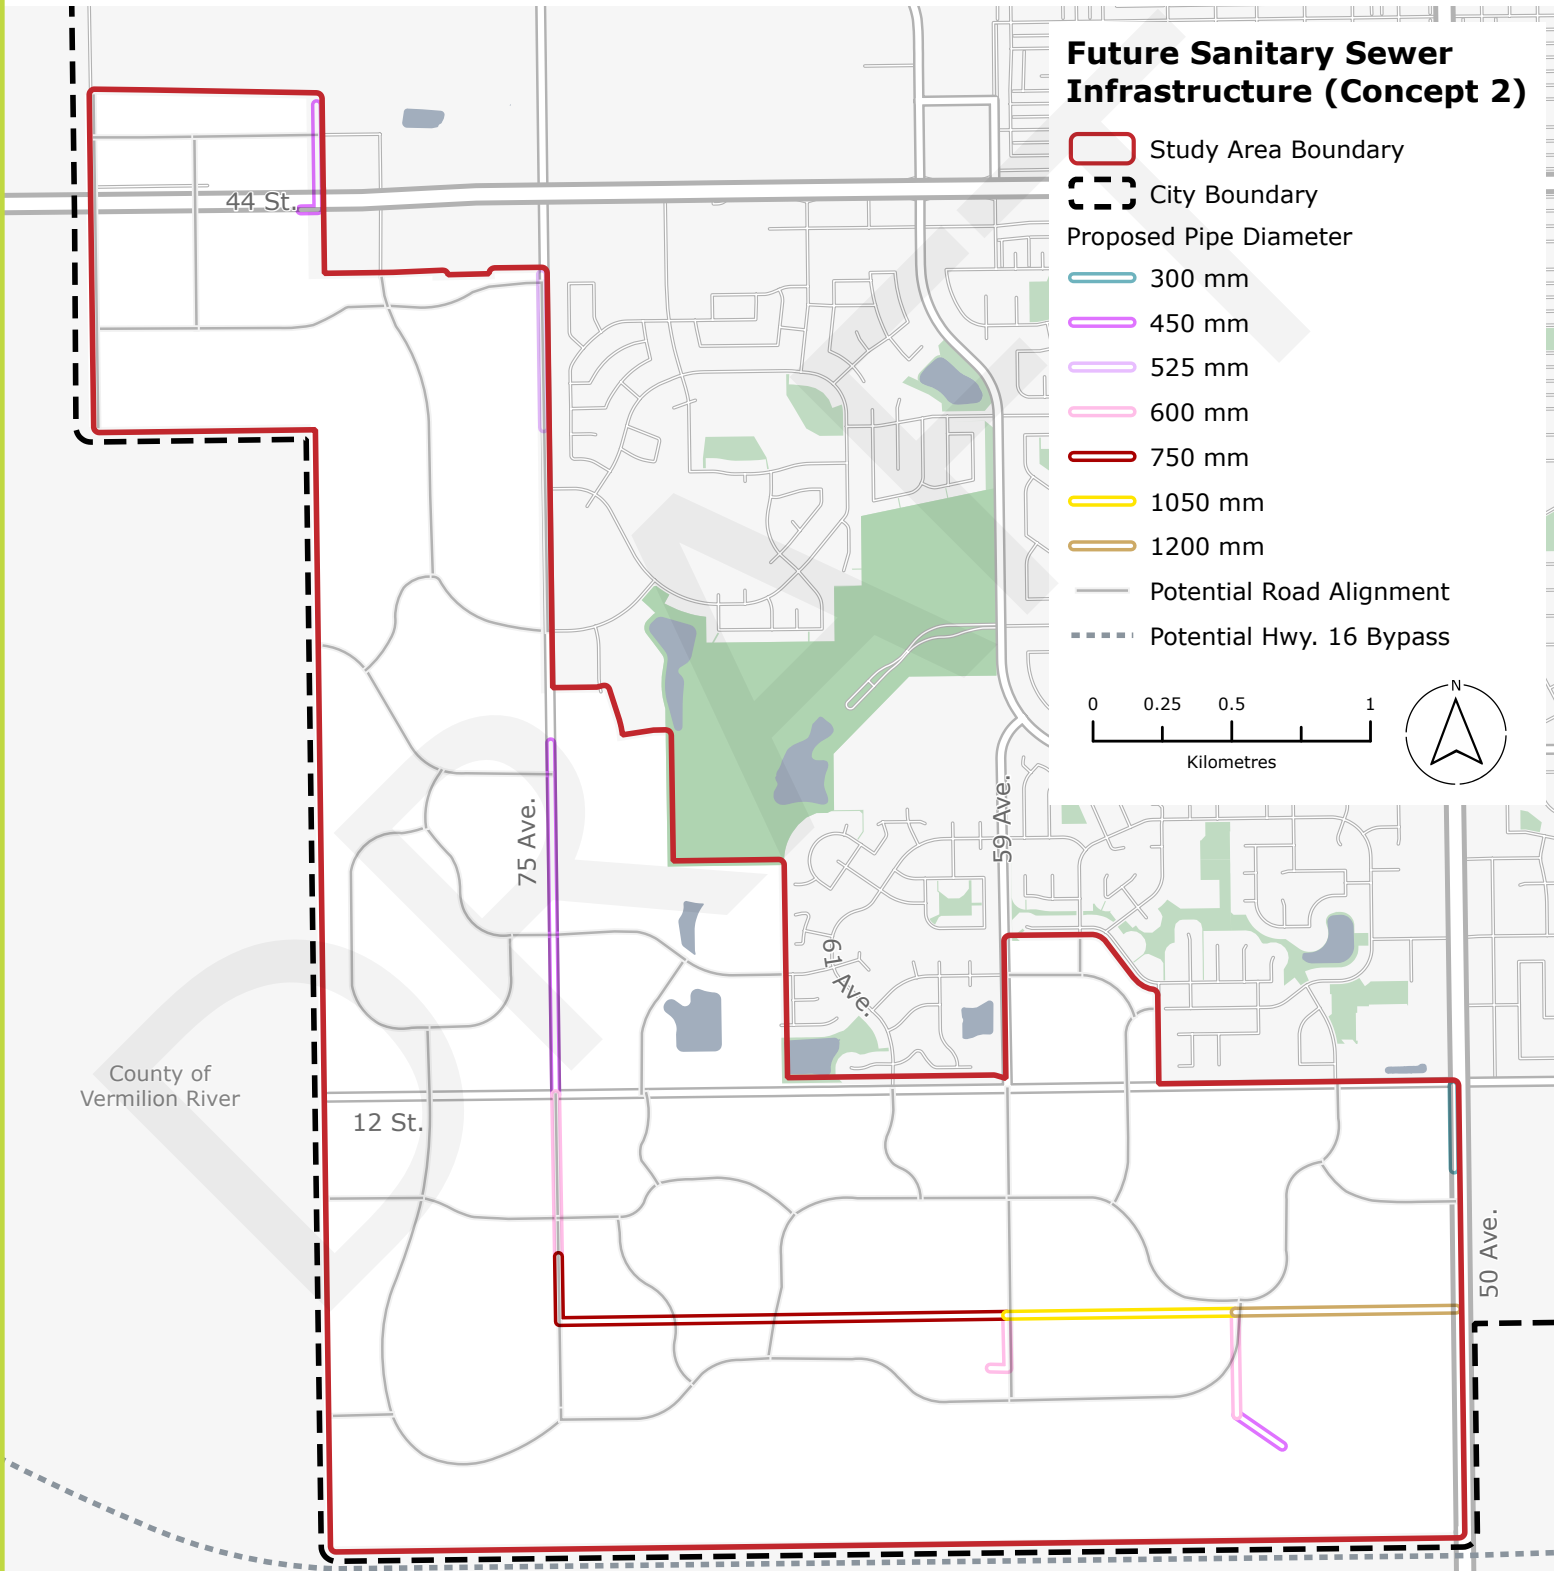 Future Sanitary Sewer
Infrastructure (Concept 2)
Study Area Boundary
City Boundary
Proposed Pipe Diameter
300 mm
450 mm
525 mm
600 mm
750 mm
1050 mm
1200 mm
Potential Road Alignment
Potential Hwy. 16 Bypass
0 0.25 0.5 1
Kilometres
N
44 St.
75 Ave.
59 Ave.
61 Ave.
County of
Vermilion River
12 St.
50 Ave.
DRAFT